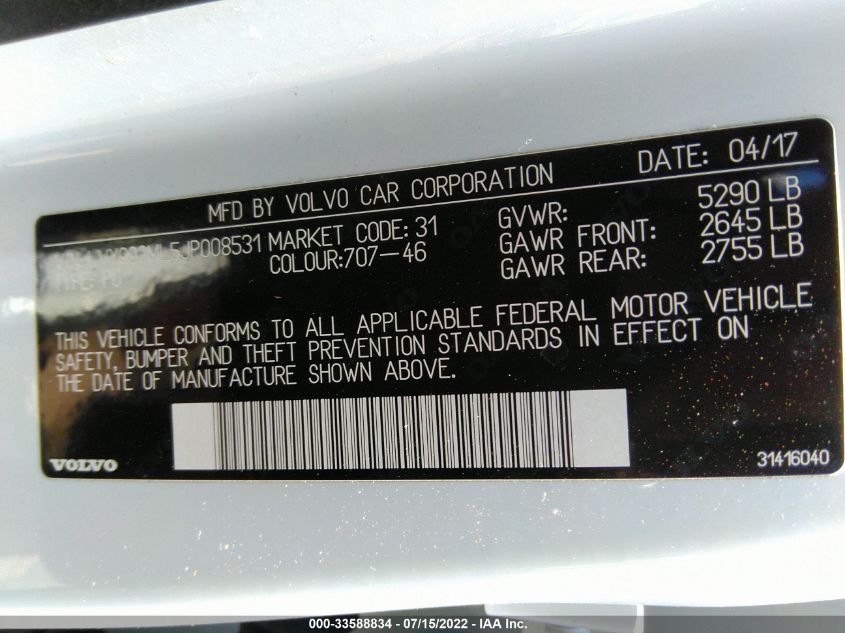 MFD BY VOLVO CAR CORPORATION DATE: 04/17
MARKET CODE: 31 GVWR: 5290 LB
COLOUR:707-46 GAWR FRONT: 2645 LB
GAWR REAR: 2755 LB
THIS VEHICLE CONFORMS TO ALL APPLICABLE FEDERAL MOTOR VEHICLE
SAFETY, BUMPER AND THEFT PREVENTION STANDARDS IN EFFECT ON
THE DATE OF MANUFACTURE SHOWN ABOVE.
VOLVO 31416040
000-33588834 - 07/15/2022 - IAA Inc.